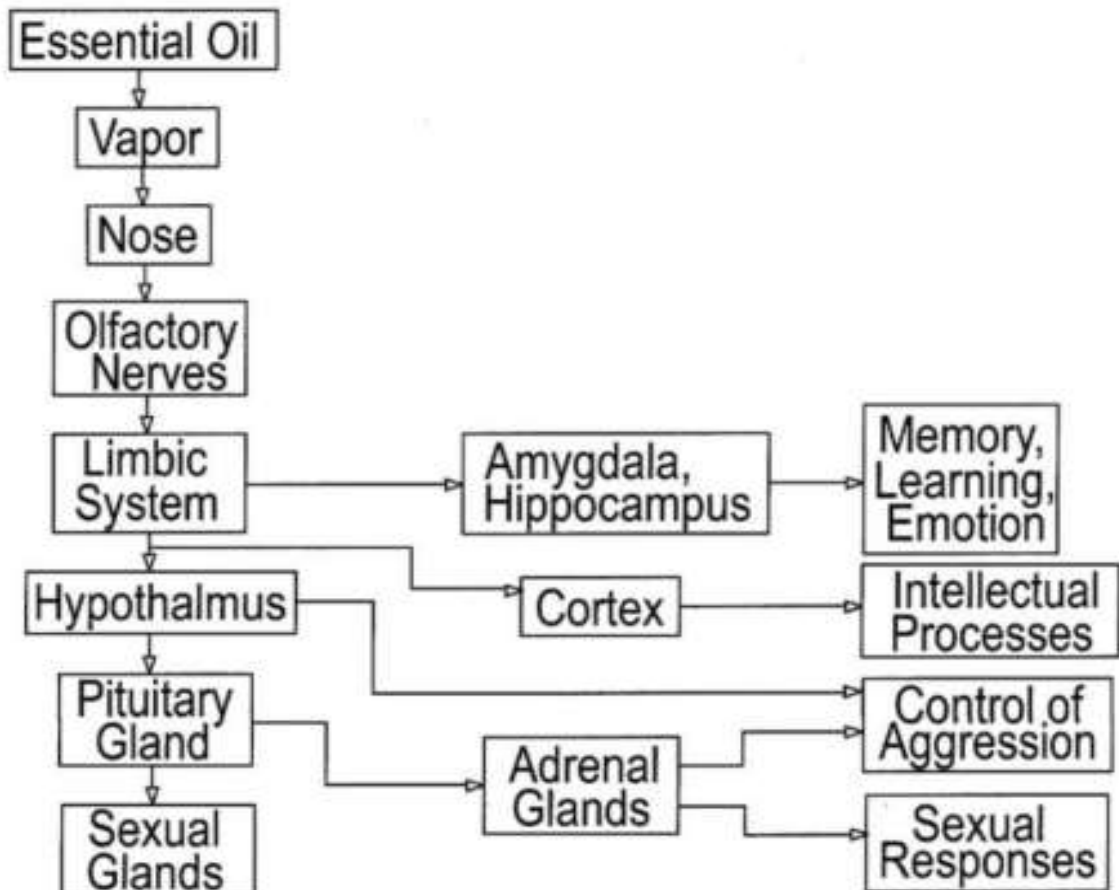 Essential Oil
Vapor
Nose
Olfactory
Nerves
Limbic
System
Amygdala,
Hippocampus
Memory,
Learning,
Emotion
Hypothalmus
Cortex
Intellectual
Processes
Pituitary
Gland
Adrenal
Glands
Control of
Aggression
Sexual
Glands
Sexual
Responses